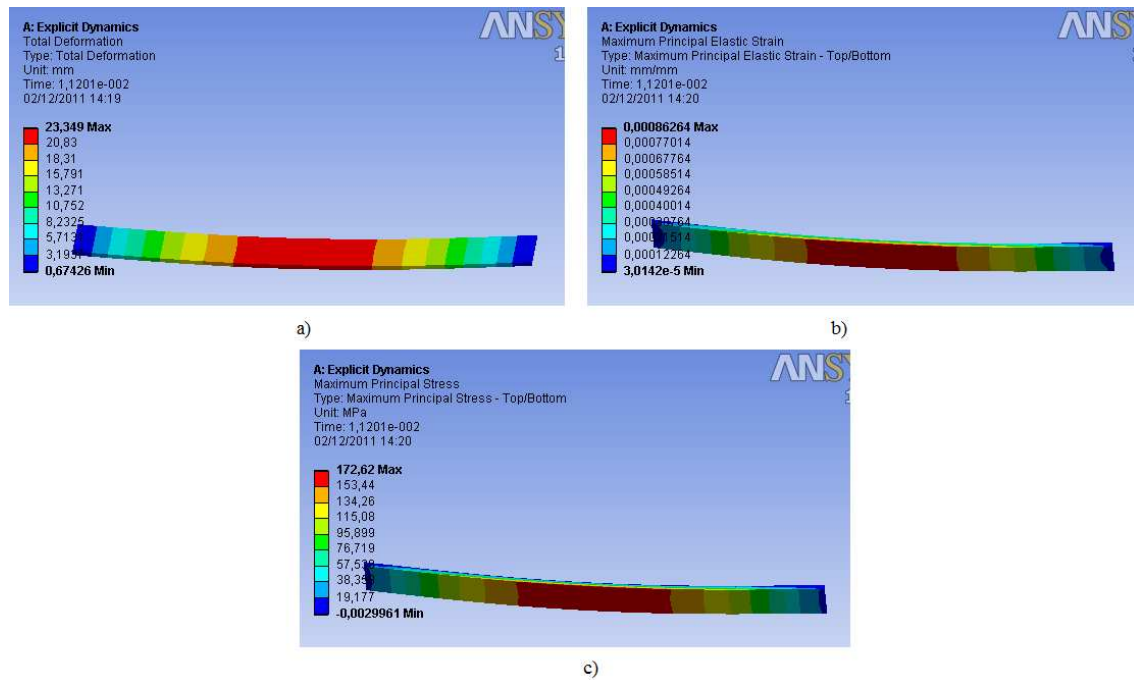 A: Explicit Dynamics
Total Deformation
Type: Total Deformation
Unit: mm
Time: 1,1201e-002
02/12/2011 14:19
23,349 Max
20,83
18,31
15,791
13,271
10,752
8,2325
0,67426 Min
a)
A: Explicit Dynamics
Maximum Principal Elastic Strain
Type: Maximum Principal Elastic Strain - Top/Bottom
Unit: mm/mm
Time: 1,1201e-002
02/12/2011 14:20
0,00086264 Max
0,00077014
0,00067764
0,00058514
0,00049264
0,00040014
0,00012264
3,0142e-5 Min
b)
A: Explicit Dynamics
Maximum Principal Stress
Type: Maximum Principal Stress - Top/Bottom
Unit: MPa
Time: 1,1201e-002
02/12/2011 14:20
172,62 Max
153,44
134,26
115,08
95,899
76,719
19,177
-0,0029961 Min
c)